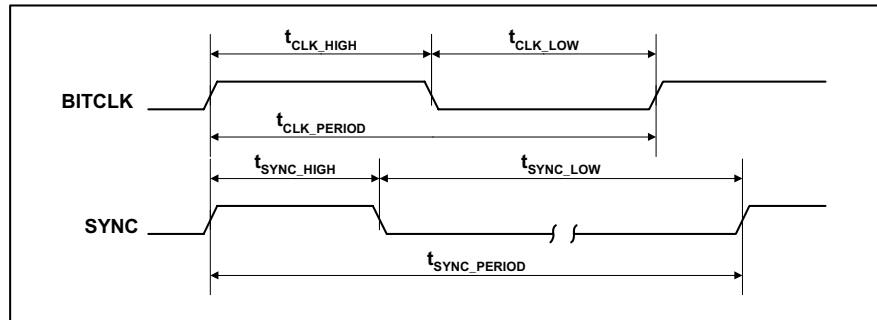 tCLK_HIGH tCLK_LOW
BITCLK
tCLK_PERIOD
tSYNC_HIGH tSYNC_LOW
SYNC
tSYNC_PERIOD